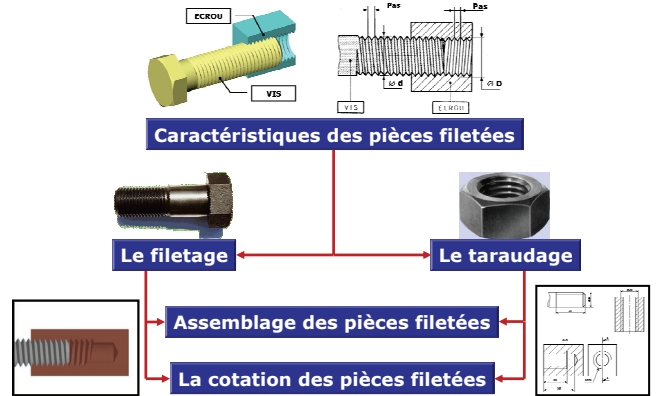 ECROU
VIS
Pas
Pas
Ø d
Ø D
VIS
ECROU
Caractéristiques des pièces filetées
Le filetage
Le taraudage
Assemblage des pièces filetées
La cotation des pièces filetées